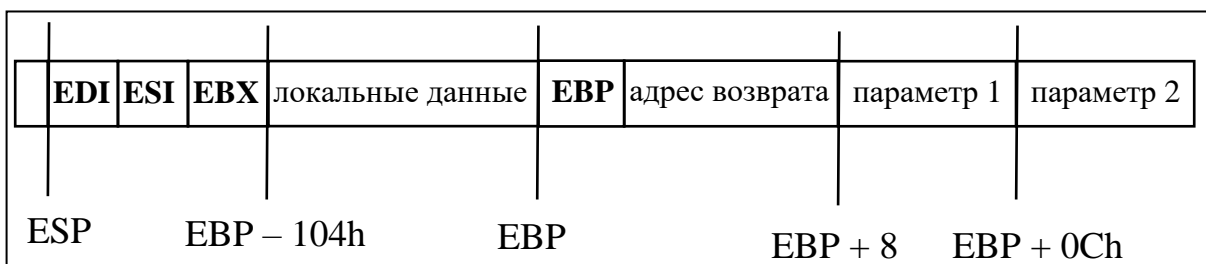 EDI ESI EBX локальные данные EBP адрес возврата параметр 1 параметр 2
ESP EBP – 104h EBP EBP + 8 EBP + 0Ch